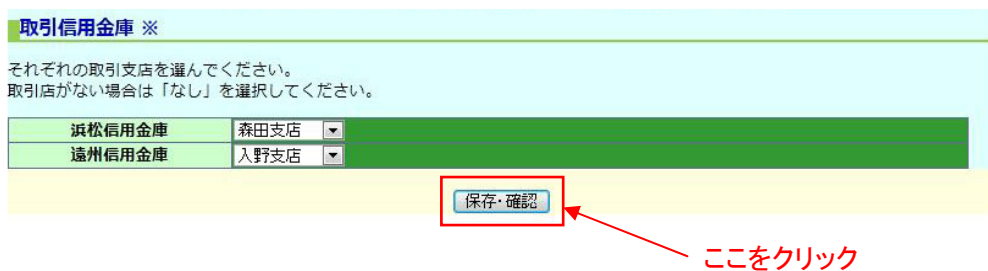 取引信用金庫 ※
それぞれの取引支店を選んでください。
取引店がない場合は「なし」を選択してください。
浜松信用金庫 森田支店
遠州信用金庫 入野支店
保存・確認
ここをクリック